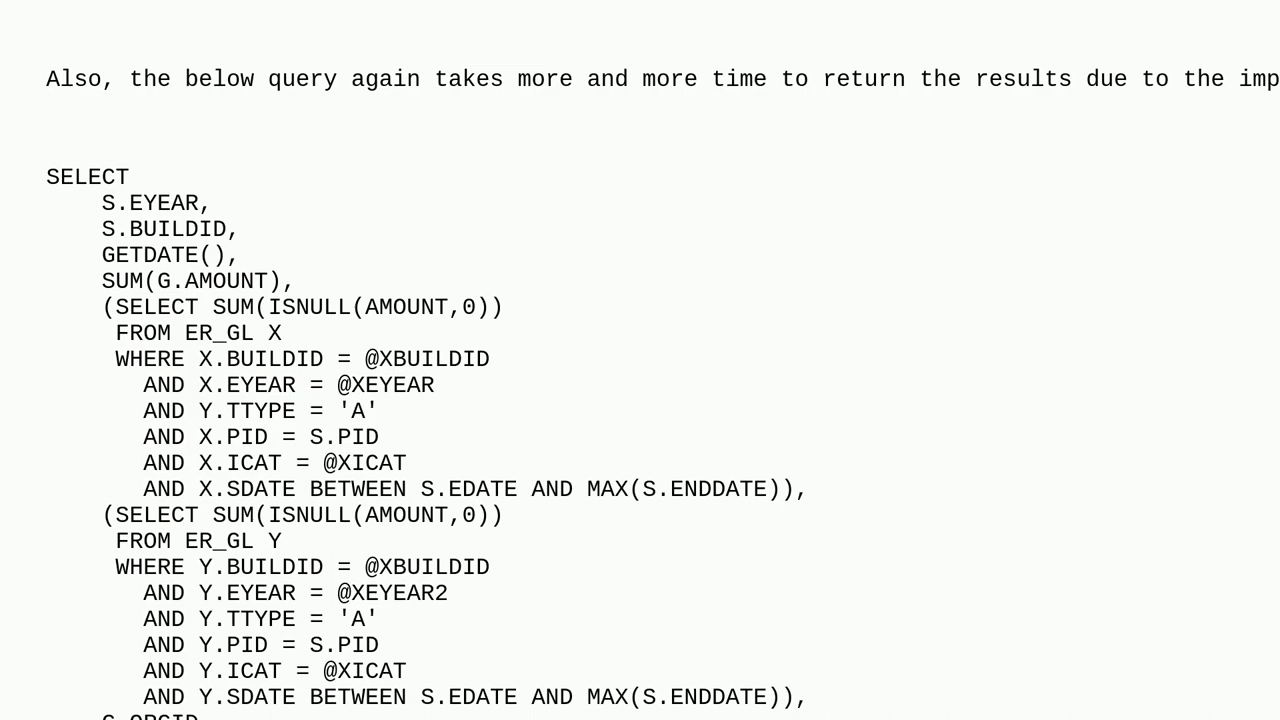 Also, the below query again takes more and more time to return the results due to the imp
SELECT
    S.EYEAR,
    S.BUILDID,
    GETDATE(),
    SUM(G.AMOUNT),
    (SELECT SUM(ISNULL(AMOUNT,0))
     FROM ER_GL X
     WHERE X.BUILDID = @XBUILDID
       AND X.EYEAR = @XEYEAR
       AND Y.TTYPE = 'A'
       AND X.PID = S.PID
       AND X.ICAT = @XICAT
       AND X.SDATE BETWEEN S.EDATE AND MAX(S.ENDDATE)),
    (SELECT SUM(ISNULL(AMOUNT,0))
     FROM ER_GL Y
     WHERE Y.BUILDID = @XBUILDID
       AND Y.EYEAR = @XEYEAR2
       AND Y.TTYPE = 'A'
       AND Y.PID = S.PID
       AND Y.ICAT = @XICAT
       AND Y.SDATE BETWEEN S.EDATE AND MAX(S.ENDDATE)),